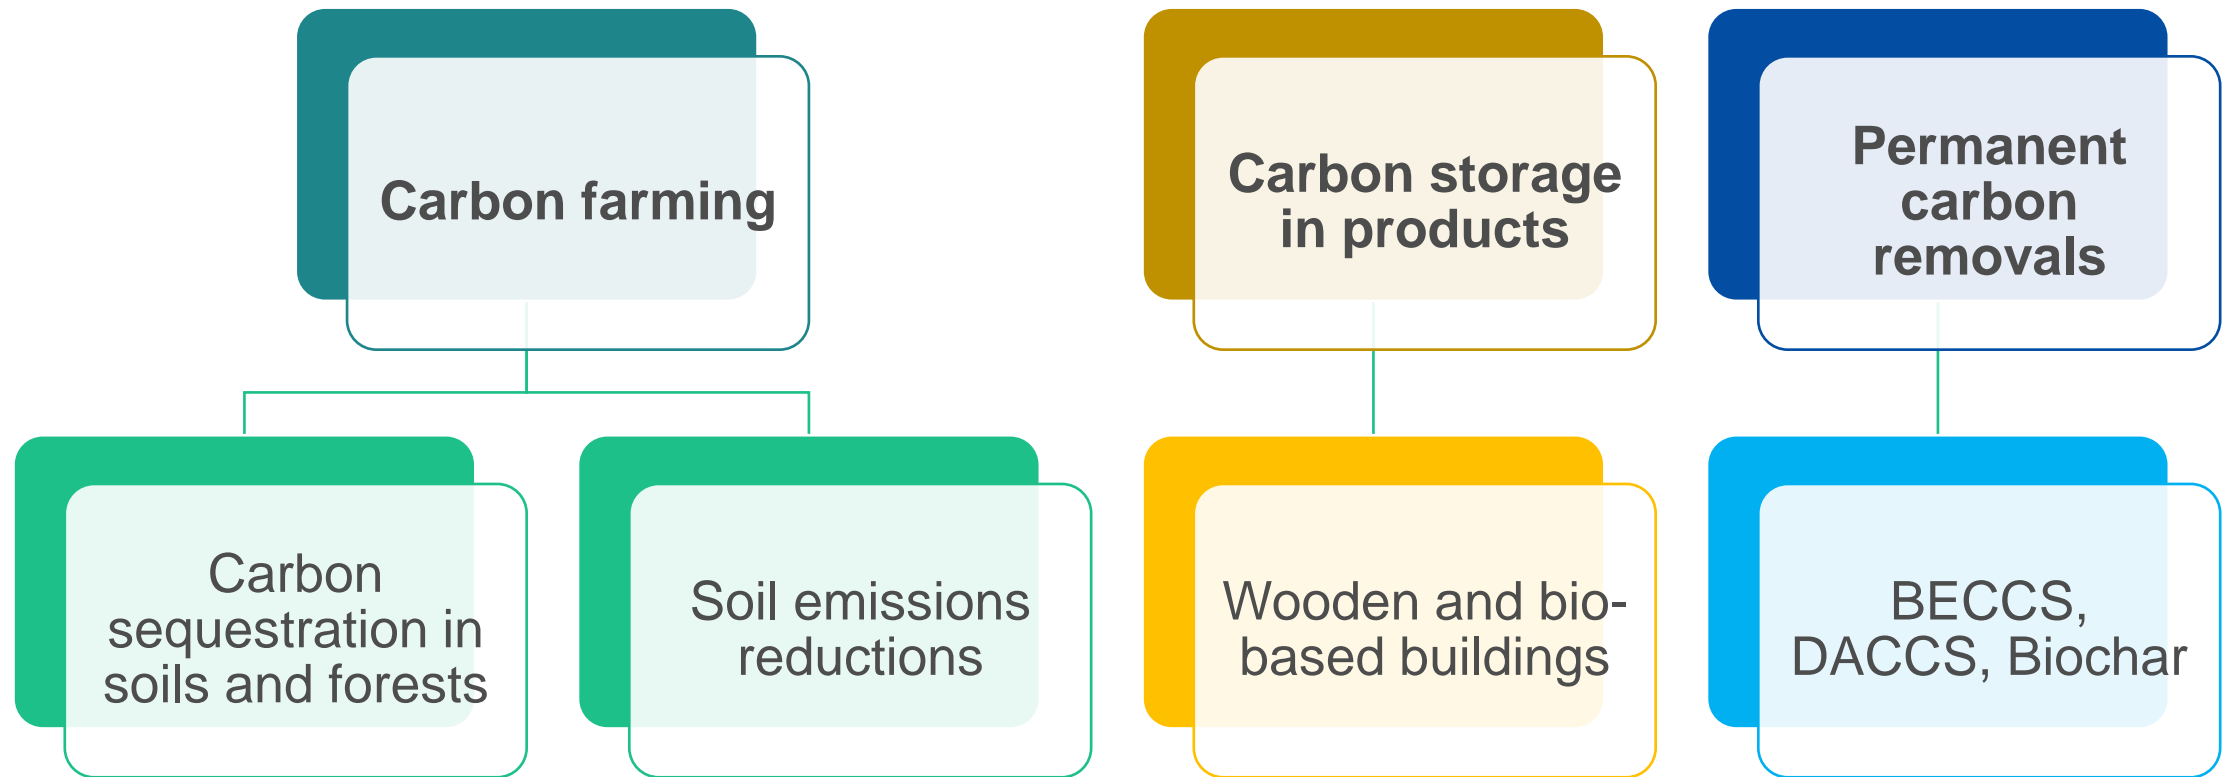 Carbon farming
Carbon storage
in products
Permanent
carbon
removals
Carbon
sequestration in
soils and forests
Soil emissions
reductions
Wooden and bio-
based buildings
BECCS,
DACCS, Biochar